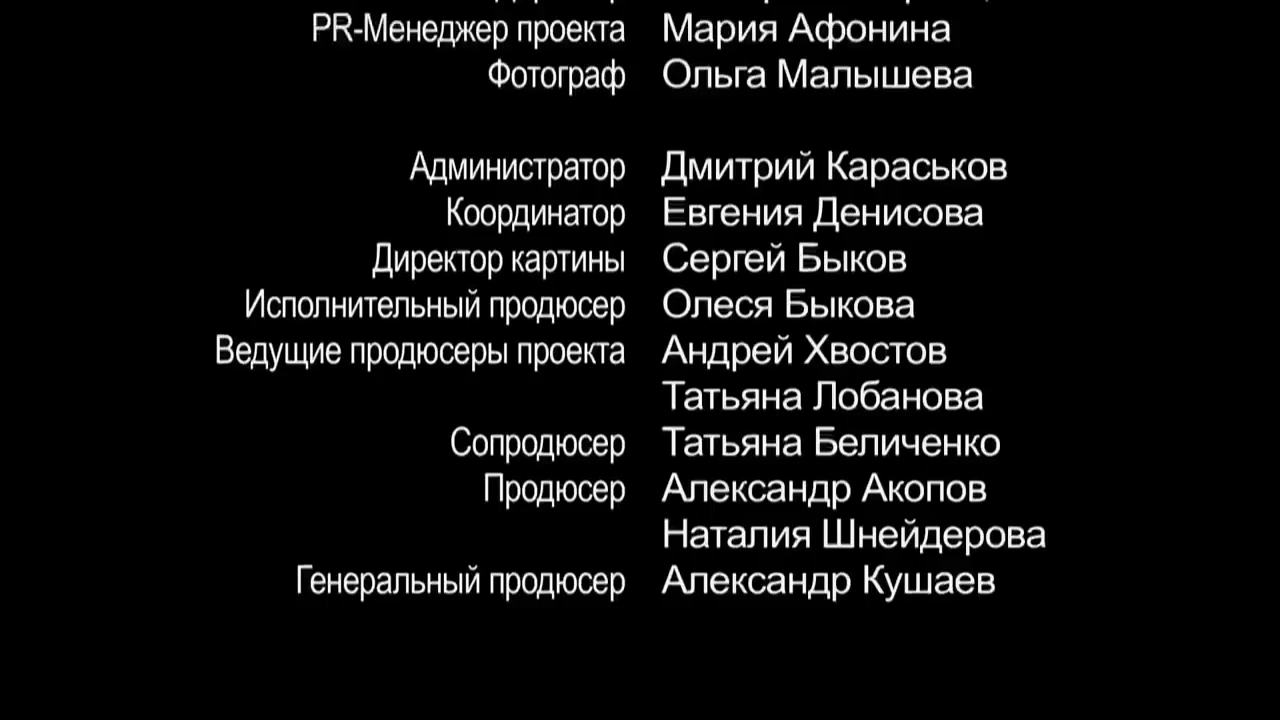 PR-Менеджер проекта Мария Афонина
Фотограф Ольга Малышева
Администратор Дмитрий Караськов
Координатор Евгения Денисова
Директор картины Сергей Быков
Исполнительный продюсер Олеся Быкова
Ведущие продюсеры проекта Андрей Хвостов
Татьяна Лобанова
Сопродюсер Татьяна Беличенко
Продюсер Александр Акопов
Наталия Шнейдерова
Генеральный продюсер Александр Кушаев